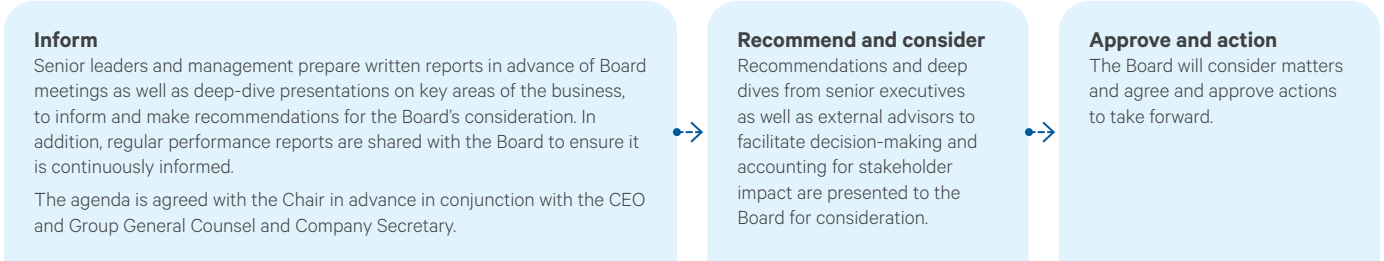 Inform
Senior leaders and management prepare written reports in advance of Board
meetings as well as deep-dive presentations on key areas of the business,
to inform and make recommendations for the Board’s consideration. In
addition, regular performance reports are shared with the Board to ensure it
is continuously informed.
The agenda is agreed with the Chair in advance in conjunction with the CEO
and Group General Counsel and Company Secretary.
Recommend and consider
Recommendations and deep
dives from senior executives
as well as external advisors to
facilitate decision-making and
accounting for stakeholder
impact are presented to the
Board for consideration.
Approve and action
The Board will consider matters
and agree and approve actions
to take forward.